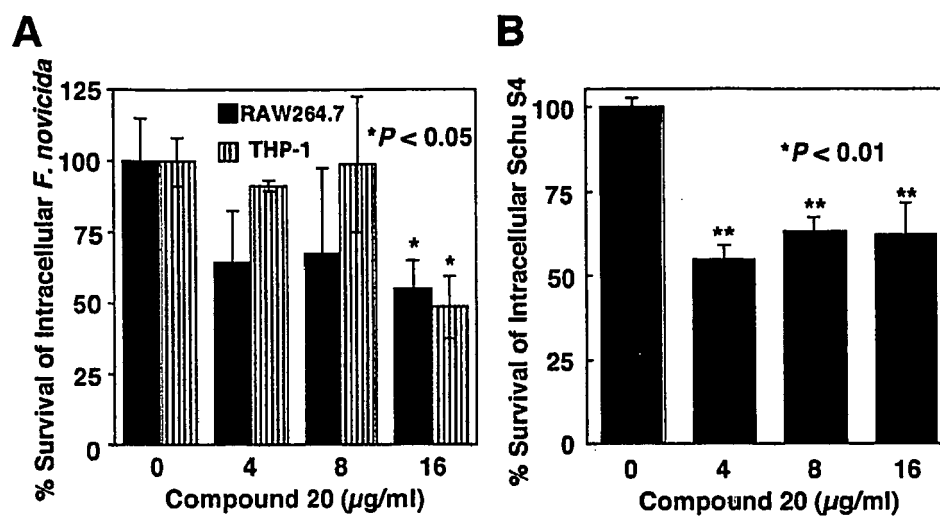 A
% Survival of Intracellular F. novicida
125
100
75
50
25
0
RAW264.7
THP-1
*P < 0.05
*
*
0
4
8
16
Compound 20 (µg/ml)
B
% Survival of Intracellular Schu S4
100
75
50
25
0
*P < 0.01
**
**
**
0
4
8
16
Compound 20 (µg/ml)